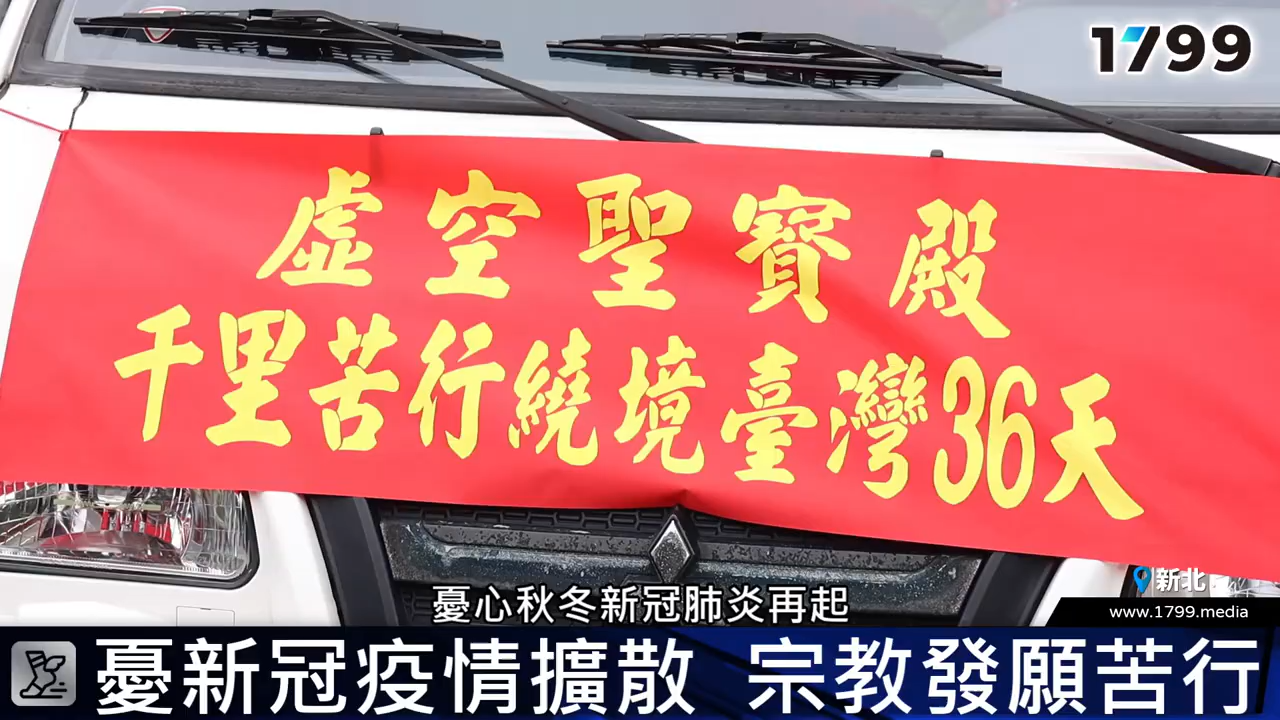 1799
虛空聖寶殿
千里苦行繞境臺灣36天
新北
憂心秋冬新冠肺炎再起
www.1799.media
憂新冠疫情擴散 宗教發願苦行